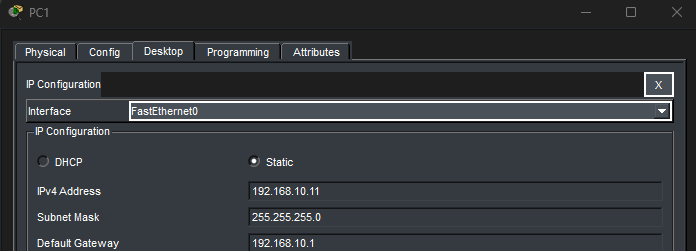 PC1
Physical Config Desktop Programming Attributes
IP Configuration X
Interface FastEthernet0
IP Configuration
DHCP Static
IPv4 Address 192.168.10.11
Subnet Mask 255.255.255.0
Default Gateway 192.168.10.1